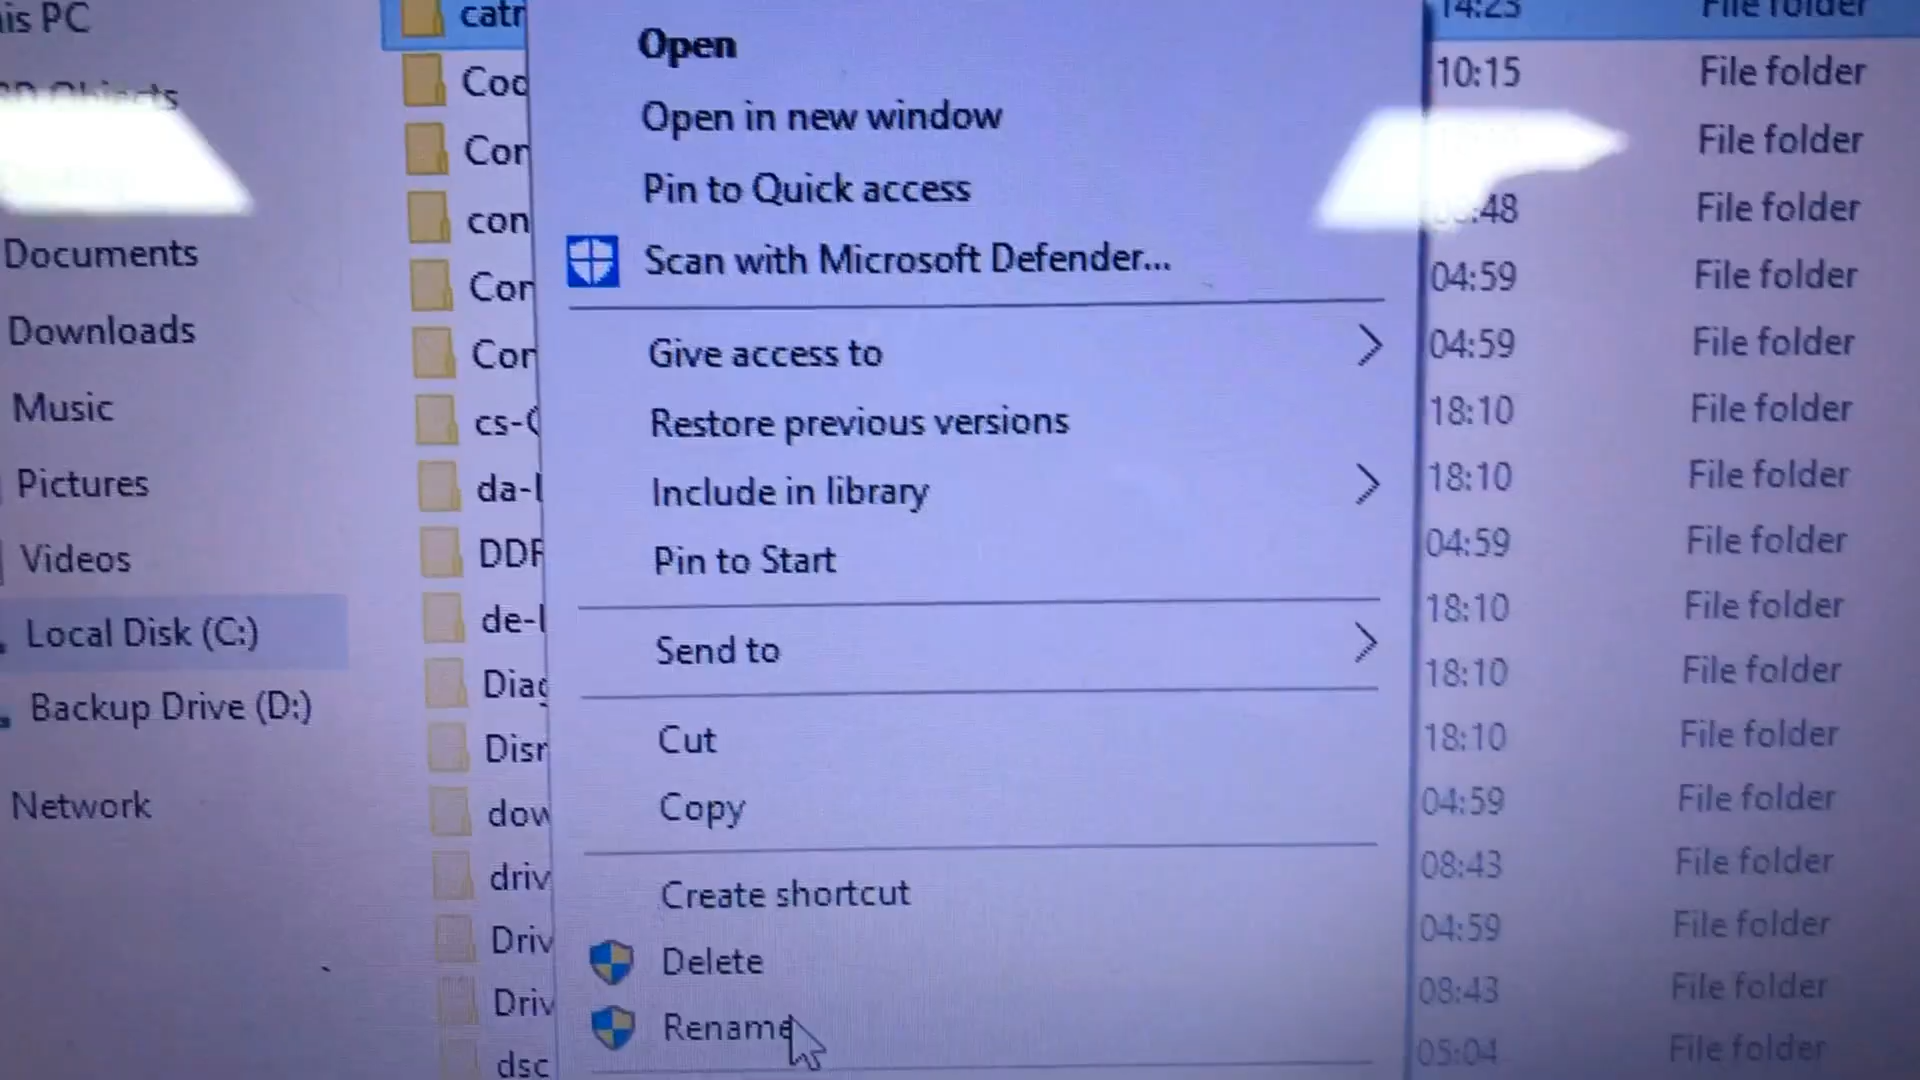 is PC
catr
14:23
File folder
Open
Coc
10:15
File folder
Objects
Open in new window
Cor
File folder
Pin to Quick access
con
:48
File folder
Documents
Scan with Microsoft Defender...
Cor
04:59
File folder
Downloads
Give access to
Cor
04:59
File folder
Music
Restore previous versions
cs-C
18:10
File folder
Pictures
Include in library
da-l
18:10
File folder
Videos
Pin to Start
DDF
04:59
File folder
Local Disk (C:)
de-l
18:10
File folder
Send to
Diag
18:10
File folder
Backup Drive (D:)
Cut
Disr
18:10
File folder
Network
Copy
dow
04:59
File folder
Create shortcut
driv
08:43
File folder
Delete
Driv
04:59
File folder
Rename
Driv
08:43
File folder
dsc
05:04
File folder